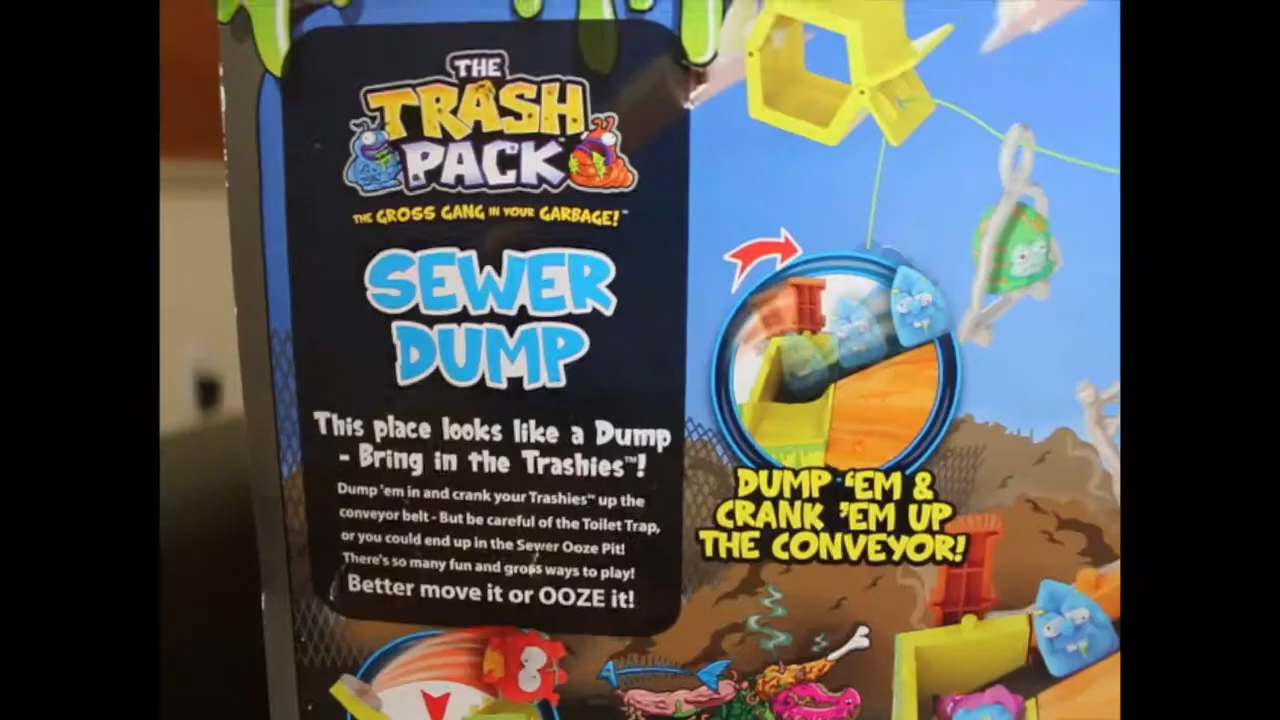 THE
TRASH
PACK™
THE GROSS GANG IN YOUR GARBAGE!™
SEWER
DUMP
This place looks like a Dump
- Bring in the Trashies™!
Dump 'em in and crank your Trashies™ up the
conveyor belt - But be careful of the Toilet Trap,
or you could end up in the Sewer Ooze Pit!
There's so many fun and gross ways to play!
Better move it or OOZE it!
DUMP 'EM &
CRANK 'EM UP
THE CONVEYOR!